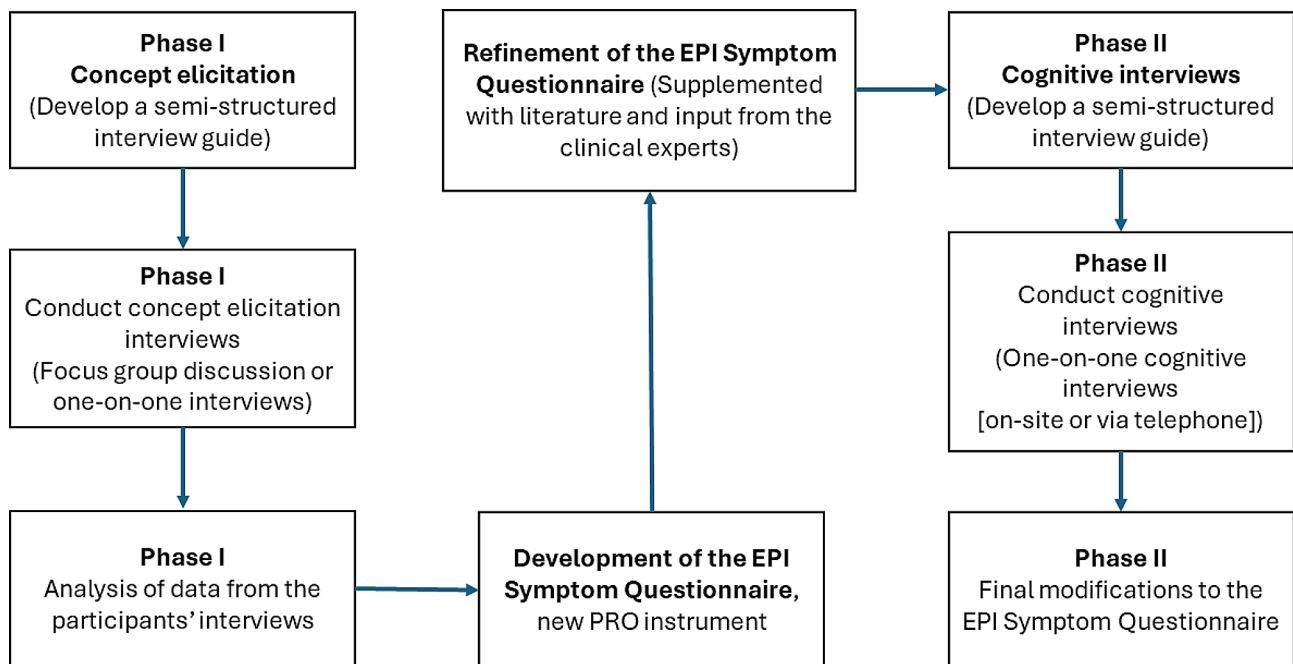 Phase I
Concept elicitation
(Develop a semi-structured
interview guide)
Phase I
Conduct concept elicitation
interviews
(Focus group discussion or
one-on-one interviews)
Phase I
Analysis of data from the
participants’ interviews
Development of the EPI
Symptom Questionnaire,
new PRO instrument
Refinement of the EPI Symptom
Questionnaire (Supplemented
with literature and input from the
clinical experts)
Phase II
Cognitive interviews
(Develop a semi-structured
interview guide)
Phase II
Conduct cognitive
interviews
(One-on-one cognitive
interviews
[on-site or via telephone])
Phase II
Final modifications to the
EPI Symptom Questionnaire